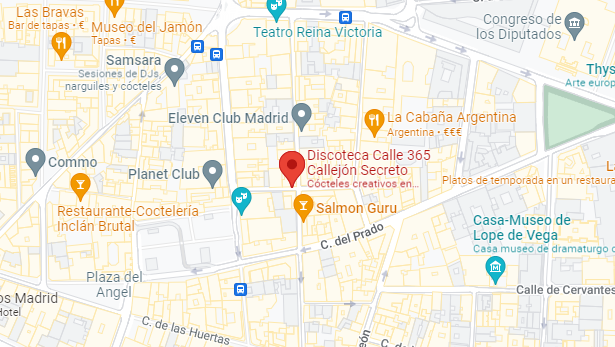 Las Bravas
Bar de tapas • €
Museo del Jamón
Tapas • €
Teatro Reina Victoria
Congreso de
los Diputados
Samsara
Sesiones de DJs,
narguiles y cócteles
Thys
Arte europ
Eleven Club Madrid
La Cabaña Argentina
Argentina • €€€
Commo
Planet Club
Discoteca Calle 365
Callejón Secreto
Cócteles creativos en…
L
Platos de temporada en un restaura
Restaurante-Coctelería
Inclán Brutal
Salmon Guru
C. del Prado
Casa-Museo de
Lope de Vega
Casa museo de dramaturgo d
Plaza del
Ángel
os Madrid
Hotel
Calle de Cervantes
C. de las Huertas
León